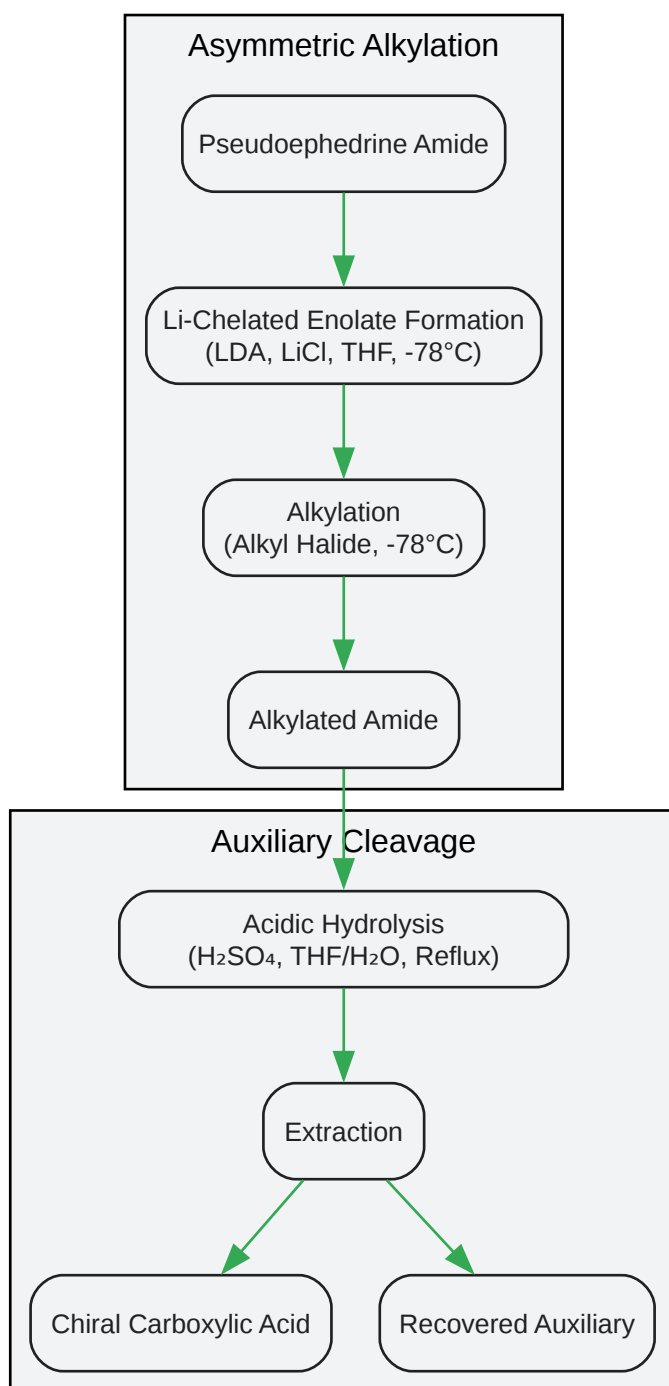 Asymmetric Alkylation
Pseudoephedrine Amide
Li-Chelated Enolate Formation
(LDA, LiCl, THF, -78°C)
Alkylation
(Alkyl Halide, -78°C)
Alkylated Amide
Auxiliary Cleavage
Acidic Hydrolysis
(H₂SO₄, THF/H₂O, Reflux)
Extraction
Chiral Carboxylic Acid
Recovered Auxiliary